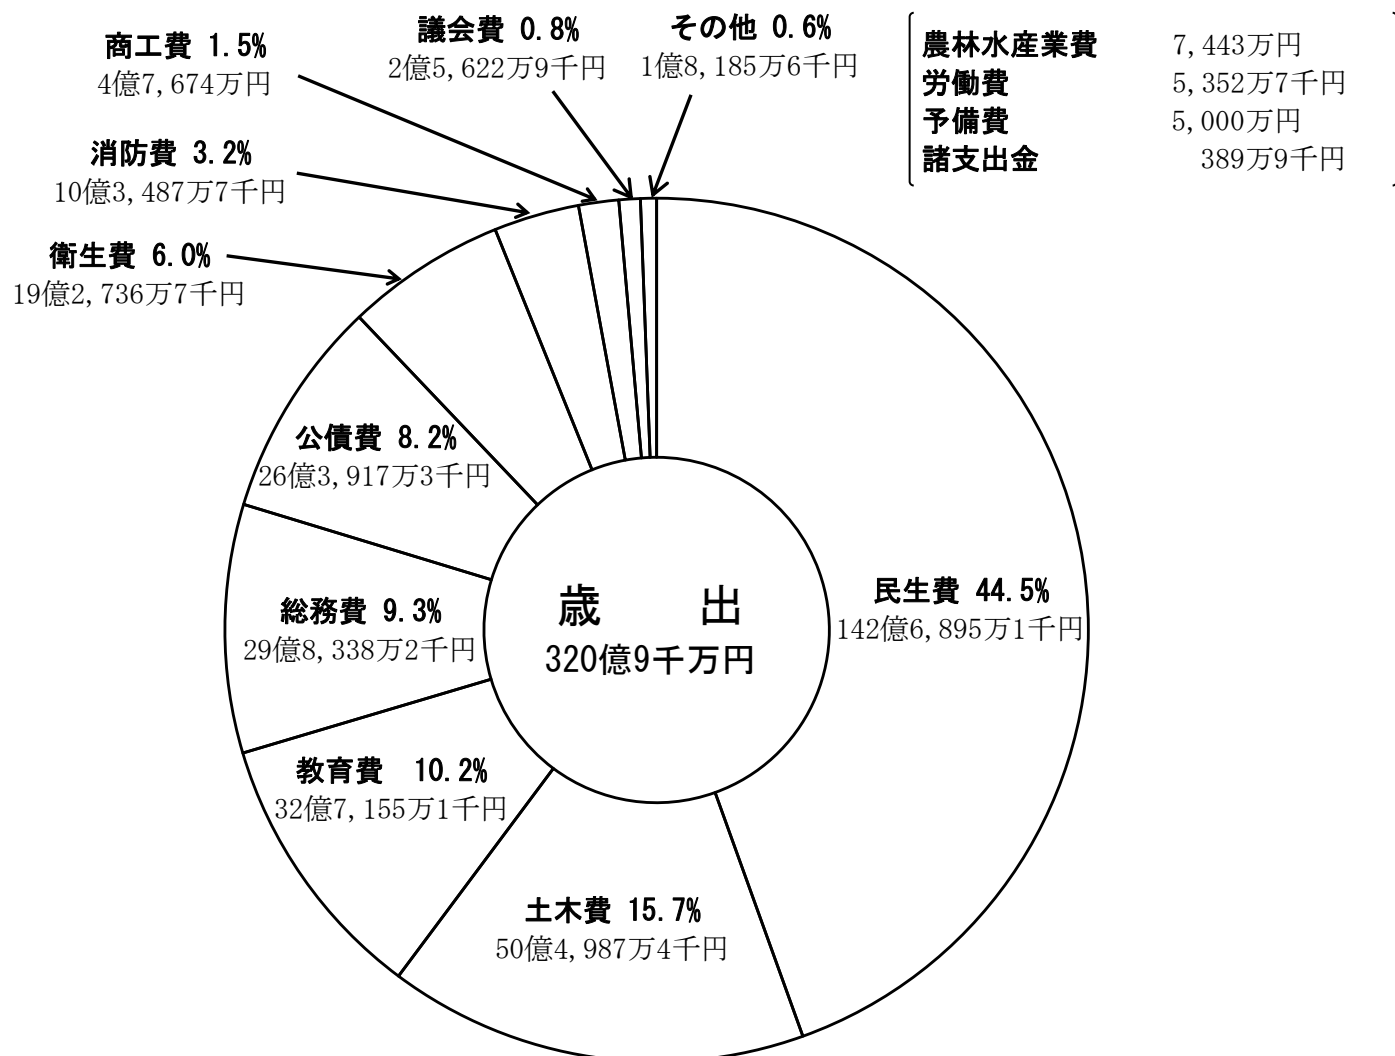 商工費 1.5%
4億7,674万円
議会費 0.8%
2億5,622万9千円
その他 0.6%
1億8,185万6千円
農林水産業費 7,443万円
労働費 5,352万7千円
予備費 5,000万円
諸支出金 389万9千円
消防費 3.2%
10億3,487万7千円
衛生費 6.0%
19億2,736万7千円
公債費 8.2%
26億3,917万3千円
総務費 9.3%
29億8,338万2千円
歳 出
320億9千万円
民生費 44.5%
142億6,895万1千円
教育費 10.2%
32億7,155万1千円
土木費 15.7%
50億4,987万4千円